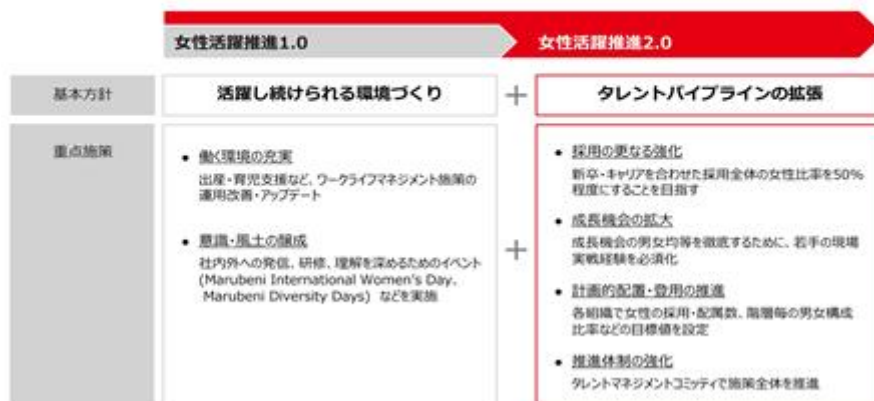 女性活躍推進1.0
女性活躍推進2.0
基本方針
活躍し続けられる環境づくり
+
タレントパイプラインの拡張
重点施策
• 働く環境の充実
出産・育児支援など、ワークライフマネジメント施策の
運用改善・アップデート
• 意識・風土の醸成
社内外への発信、研修、理解を深めるためのイベント
(Marubeni International Women's Day、
Marubeni Diversity Days) などを実施
+
• 採用の更なる強化
新卒・キャリアを合わせた採用全体の女性比率を50%
程度にすることを目指す
• 成長機会の拡大
成長機会の男女均等を徹底するために、若手の現場
実戦経験を必須化
• 計画的配置・登用の推進
各組織で女性の採用・配属数、階層毎の男女構成
比率などの目標値を設定
• 推進体制の強化
タレントマネジメントコミッティで施策全体を推進